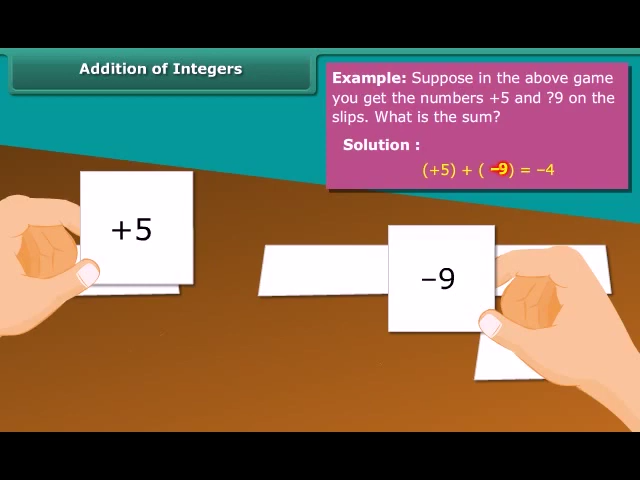 Addition of Integers
Example: Suppose in the above game
you get the numbers +5 and ?9 on the
slips. What is the sum?
Solution :
(+5) + ( –9) = –4
+5
–9